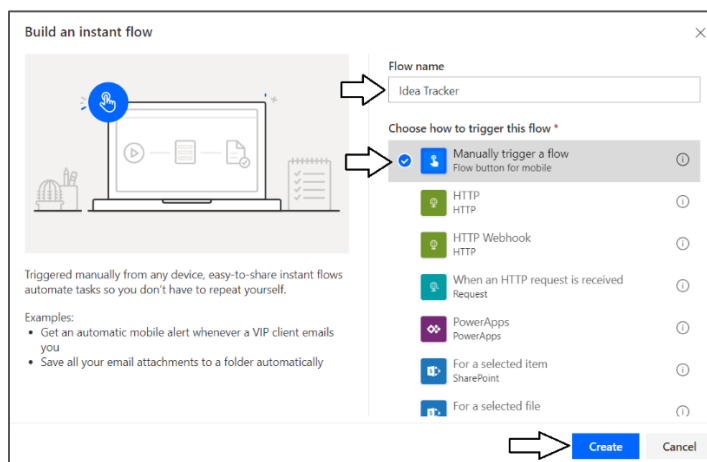 Build an instant flow
Flow name
Idea Tracker
Choose how to trigger this flow *
Manually trigger a flow
Flow button for mobile
HTTP
HTTP
HTTP Webhook
HTTP
When an HTTP request is received
Request
PowerApps
PowerApps
For a selected item
SharePoint
For a selected file
Triggered manually from any device, easy-to-share instant flows
automate tasks so you don't have to repeat yourself.
Examples:
• Get an automatic mobile alert whenever a VIP client emails
you
• Save all your email attachments to a folder automatically
Create
Cancel